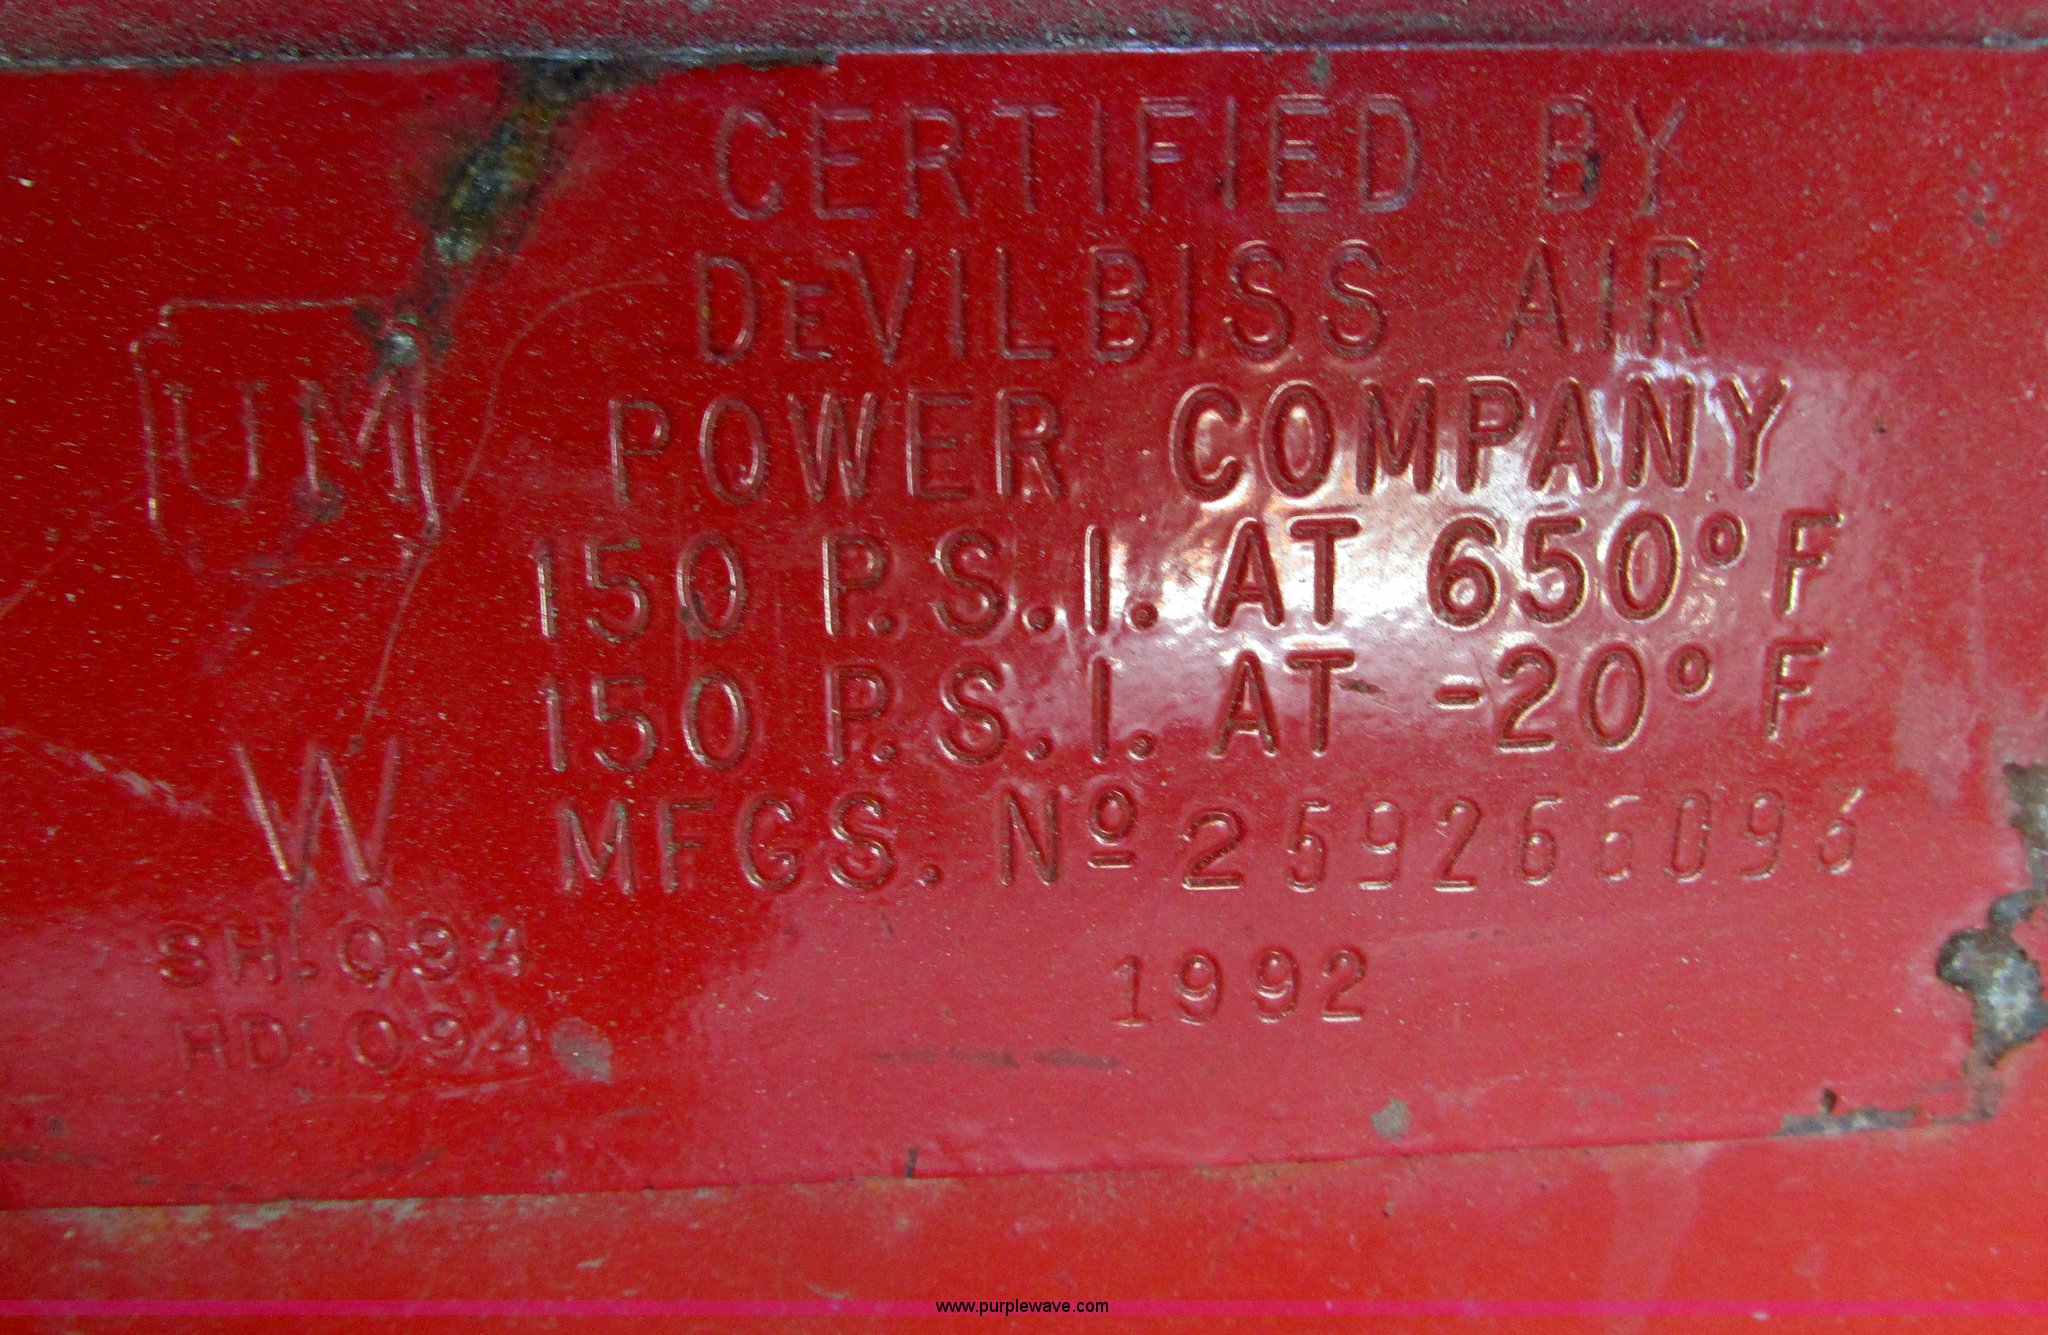 CERTIFIED BY
DeVILBISS AIR
POWER COMPANY
UM
150 P.S.I. AT 650°F
150 P.S.I. AT -20°F
W
MFGS. Nº 259266096
SH.094
1992
HD.094
www.purplewave.com